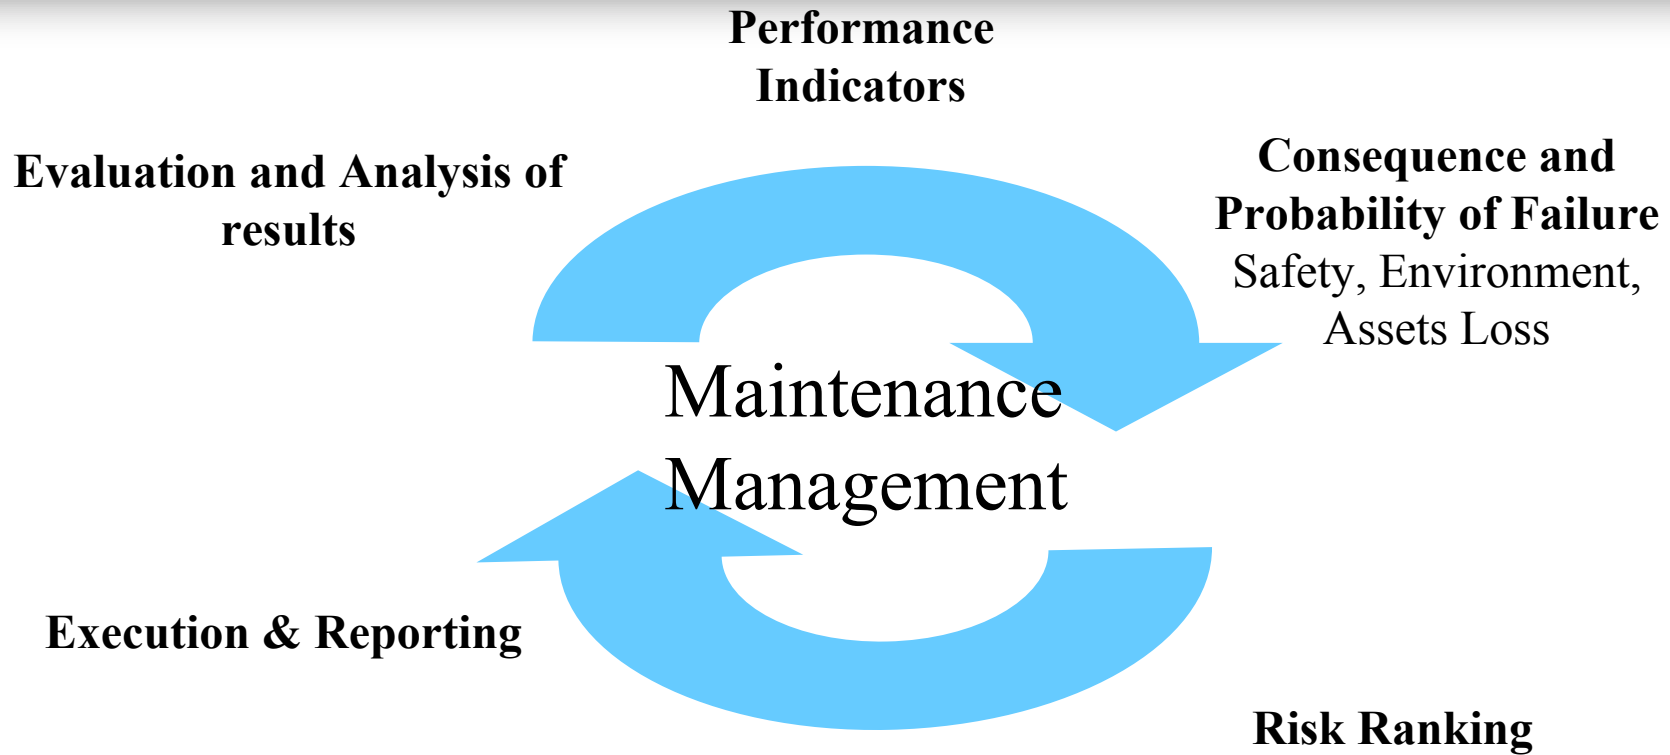 Performance
Indicators
Evaluation and Analysis of
results
Consequence and
Probability of Failure
Safety, Environment,
Assets Loss
Maintenance
Management
Execution & Reporting
Risk Ranking